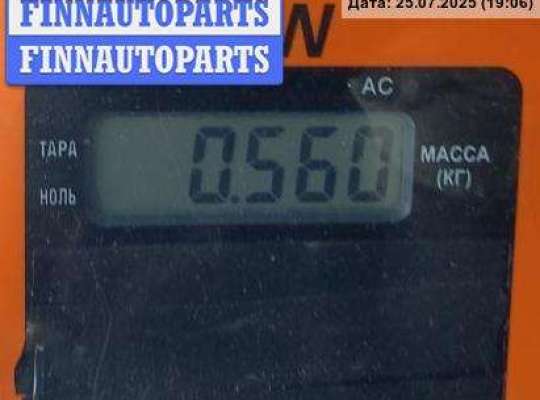 FINNAUTOPARTS
FINNAUTOPARTS
Дата: 25.07.2025 (19:06)
W
AC
ТАРА
0.560
МАССА
(КГ)
НОЛЬ